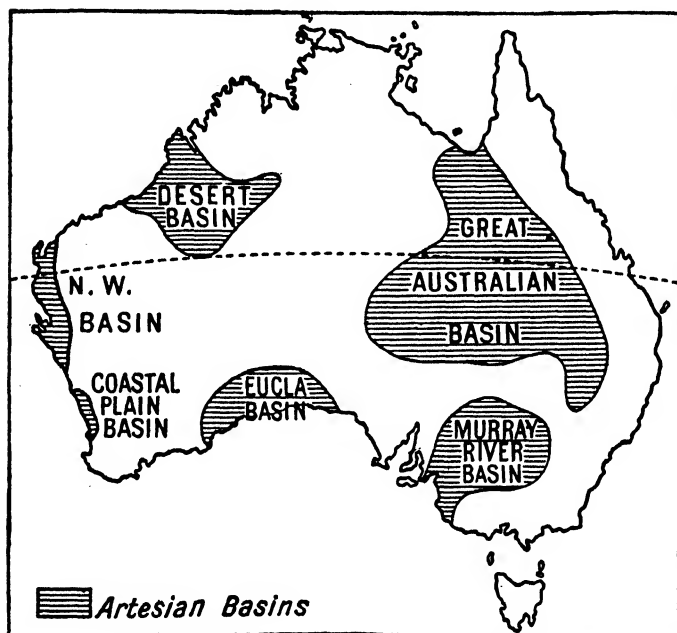 DESERT
BASIN
GREAT
AUSTRALIAN
BASIN
N. W.
BASIN
COASTAL
PLAIN
BASIN
EUCLA
BASIN
MURRAY
RIVER
BASIN
Artesian Basins